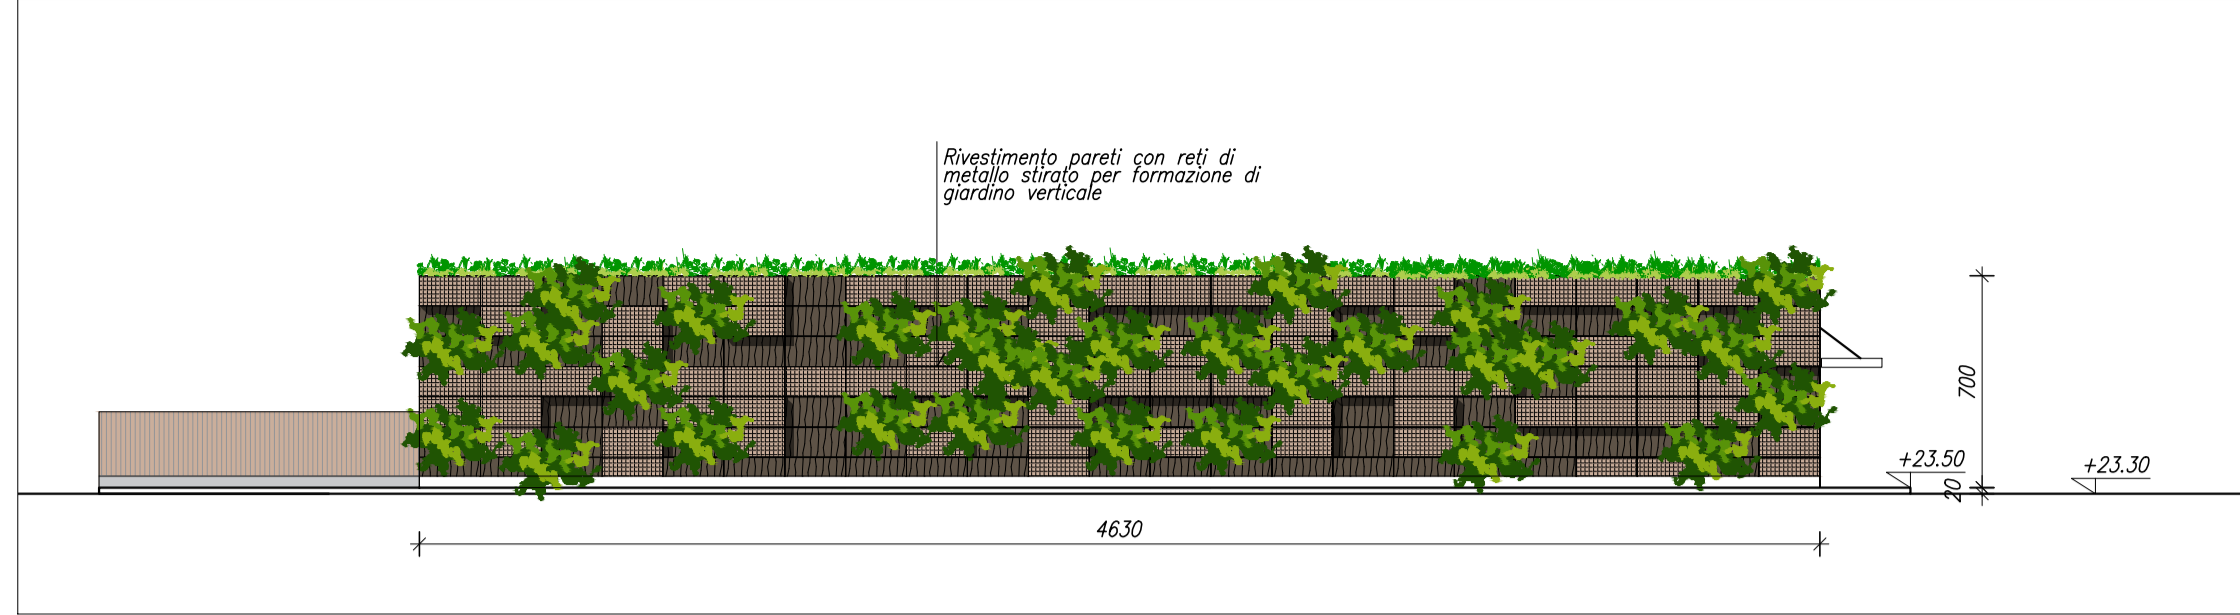 Rivestimento pareti con reti di
metallo stirato per formazione di
giardino verticale
700
+23.50
+23.30
20
4630